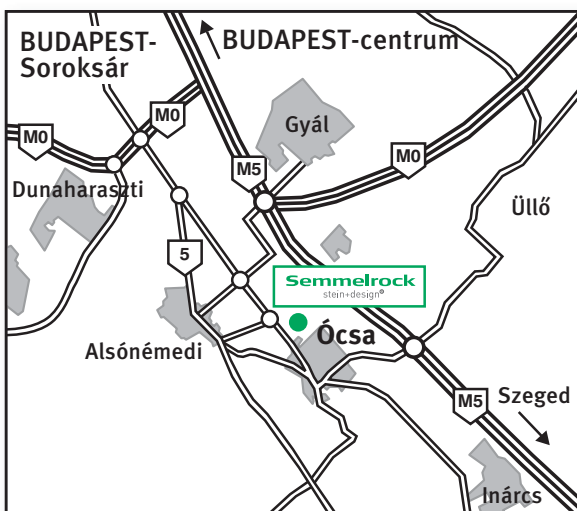 BUDAPEST-
Soroksár
BUDAPEST-centrum
M0
M0
Gyál
M5
M0
Dunaharaszti
Üllő
5
Semmelrock
stein+design®
Ócsa
Alsónémedi
M5
Szeged
Inárcs